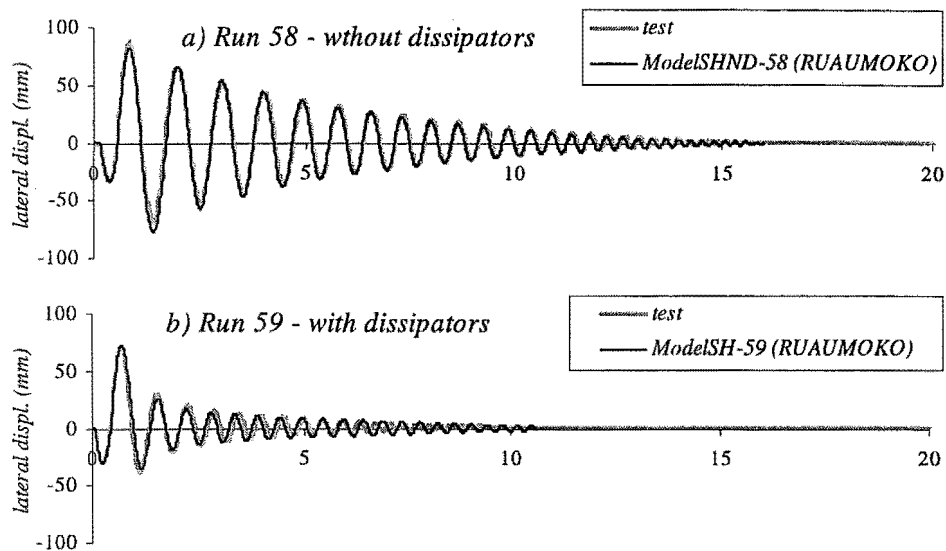 a) Run 58 - wthout dissipators
test
ModelSHND-58 (RUAUMOKO)
lateral displ. (mm)
100
50
0
-50
-100
0
5
10
15
20
b) Run 59 - with dissipators
test
ModelSH-59 (RUAUMOKO)
lateral displ. (mm)
100
50
0
-50
-100
0
5
10
15
20